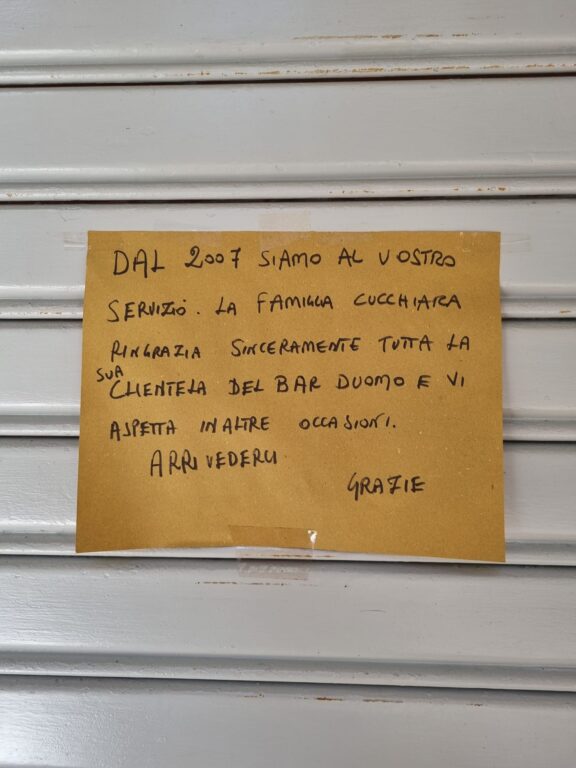 DAL 2007 SIAMO AL VOSTRO
SERVIZIO. LA FAMIGLIA CUCCHIARA
RINGRAZIA SINCERAMENTE TUTTA LA
SUA CLIENTELA DEL BAR DUOMO E VI
ASPETTA IN ALTRE OCCASIONI.
ARRIVEDERCI
GRAZIE